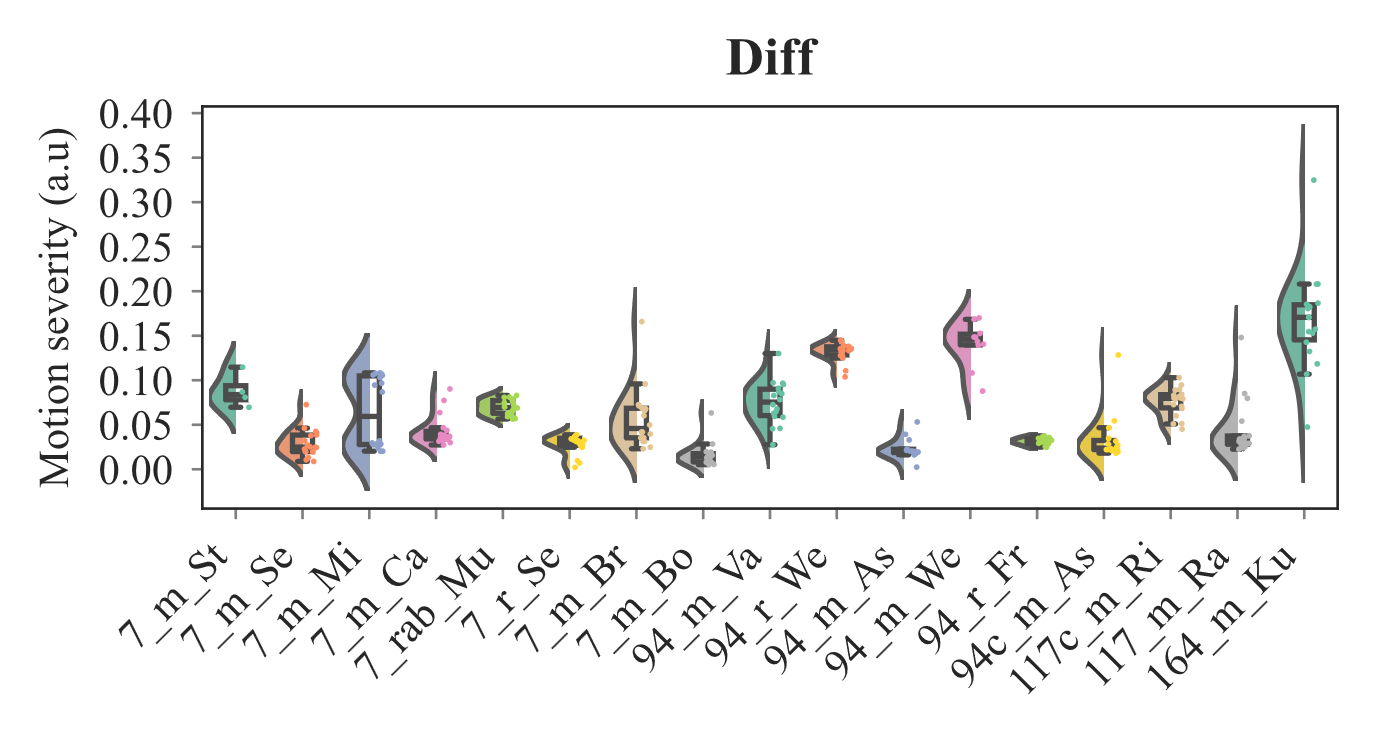 Diff
Motion severity (a.u)
0.40
0.35
0.30
0.25
0.20
0.15
0.10
0.05
0.00
7_m_St
7_m_Se
7_m_Mi
7_m_Ca
7_rab_Mu
7_r_Se
7_m_Br
7_m_Bo
94_m_Va
94_r_We
94_m_As
94_m_We
94_r_Fr
94c_m_As
117c_m_Ri
117_m_Ra
164_m_Ku